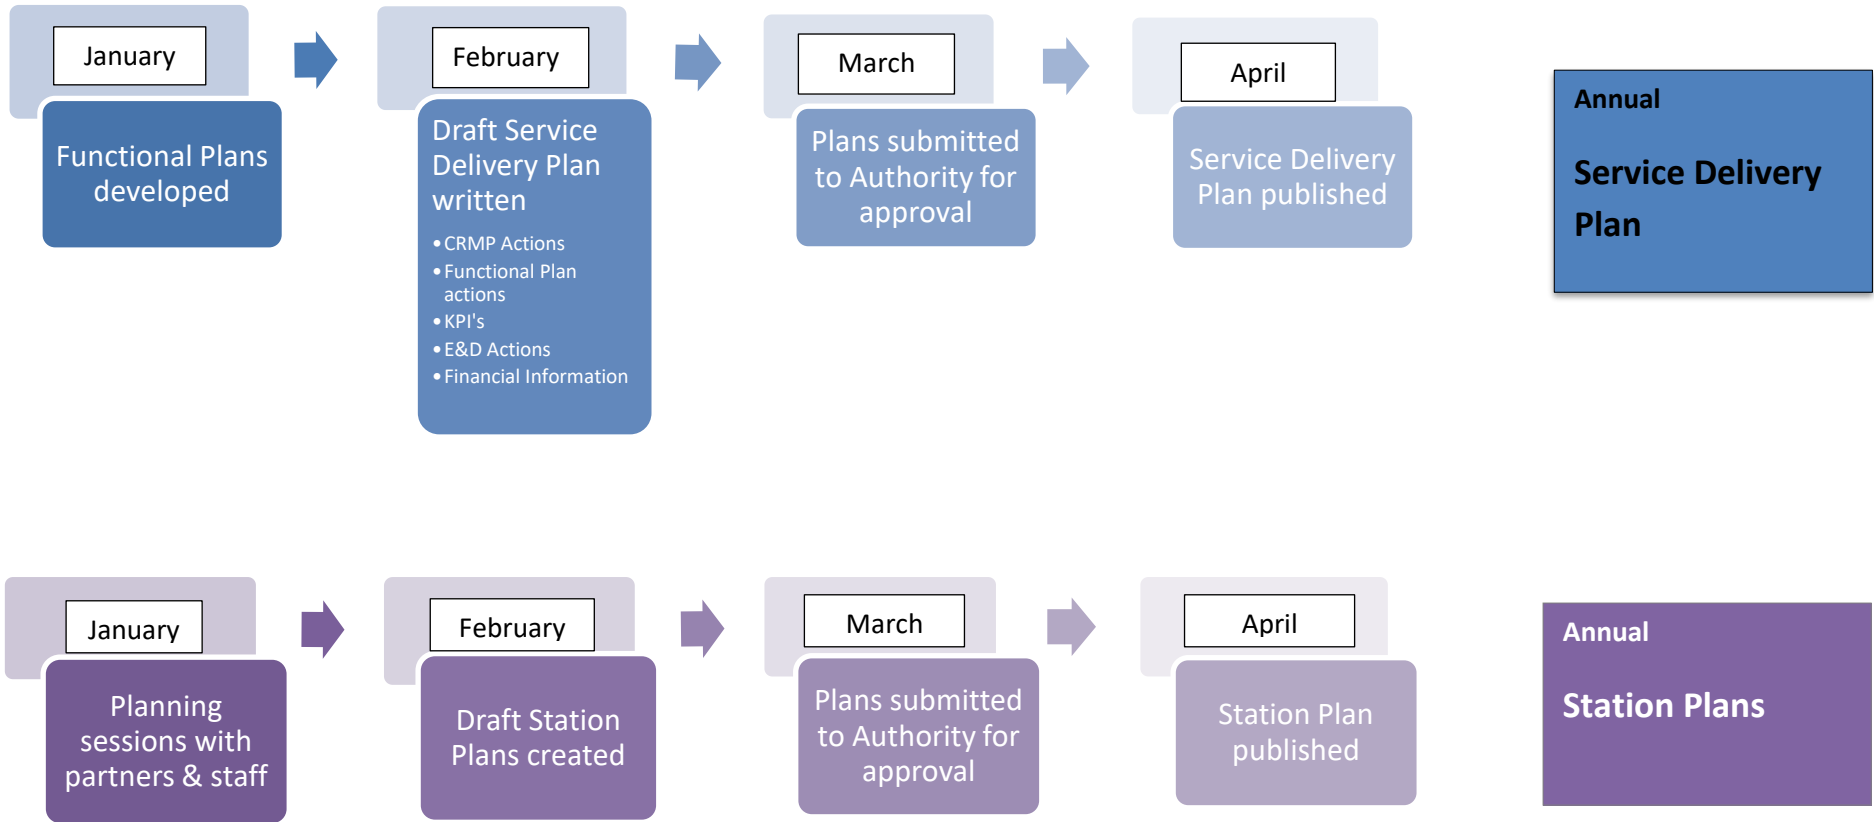 January
Functional Plans
developed
February
Draft Service
Delivery Plan
written
•CRMP Actions
•Functional Plan
actions
•KPI's
•E&D Actions
•Financial Information
March
Plans submitted
to Authority for
approval
April
Service Delivery
Plan published
Annual
Service Delivery
Plan
January
Planning
sessions with
partners & staff
February
Draft Station
Plans created
March
Plans submitted
to Authority for
approval
April
Station Plan
published
Annual
Station Plans